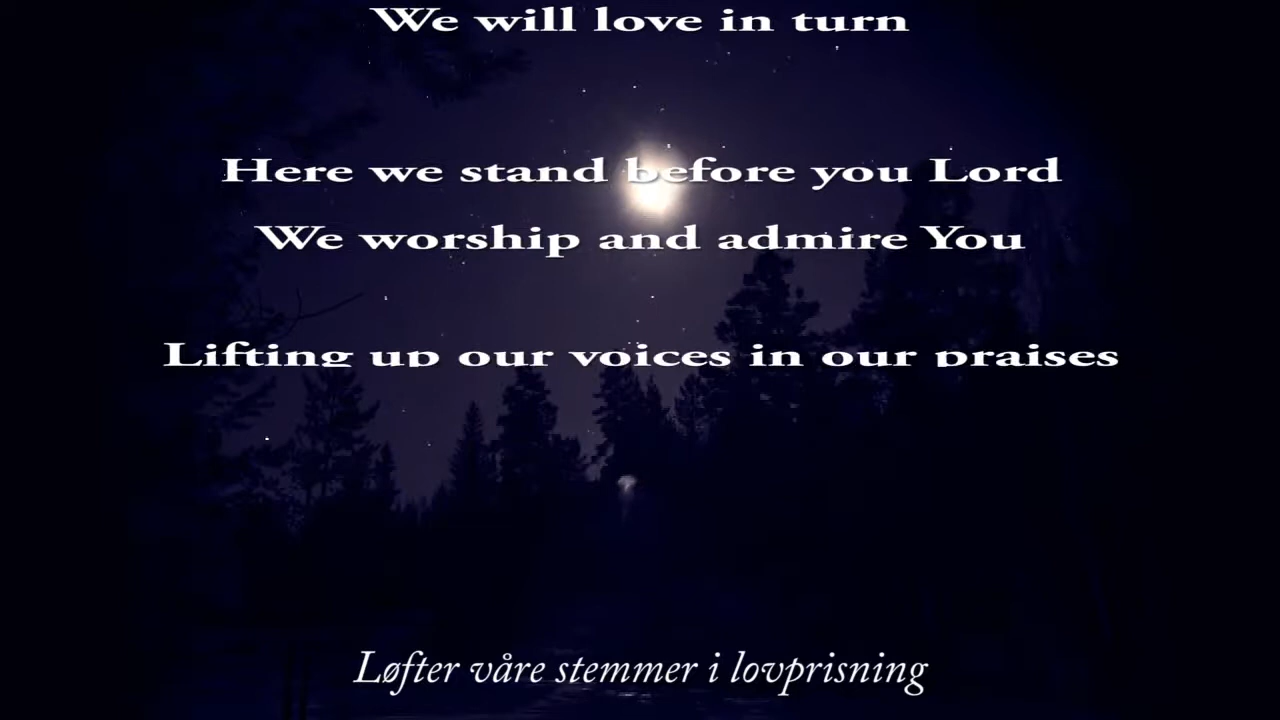 We will love in turn
Here we stand before you Lord
We worship and admire You
Lifting up our voices in our praises
Løfter våre stemmer i lovprisning